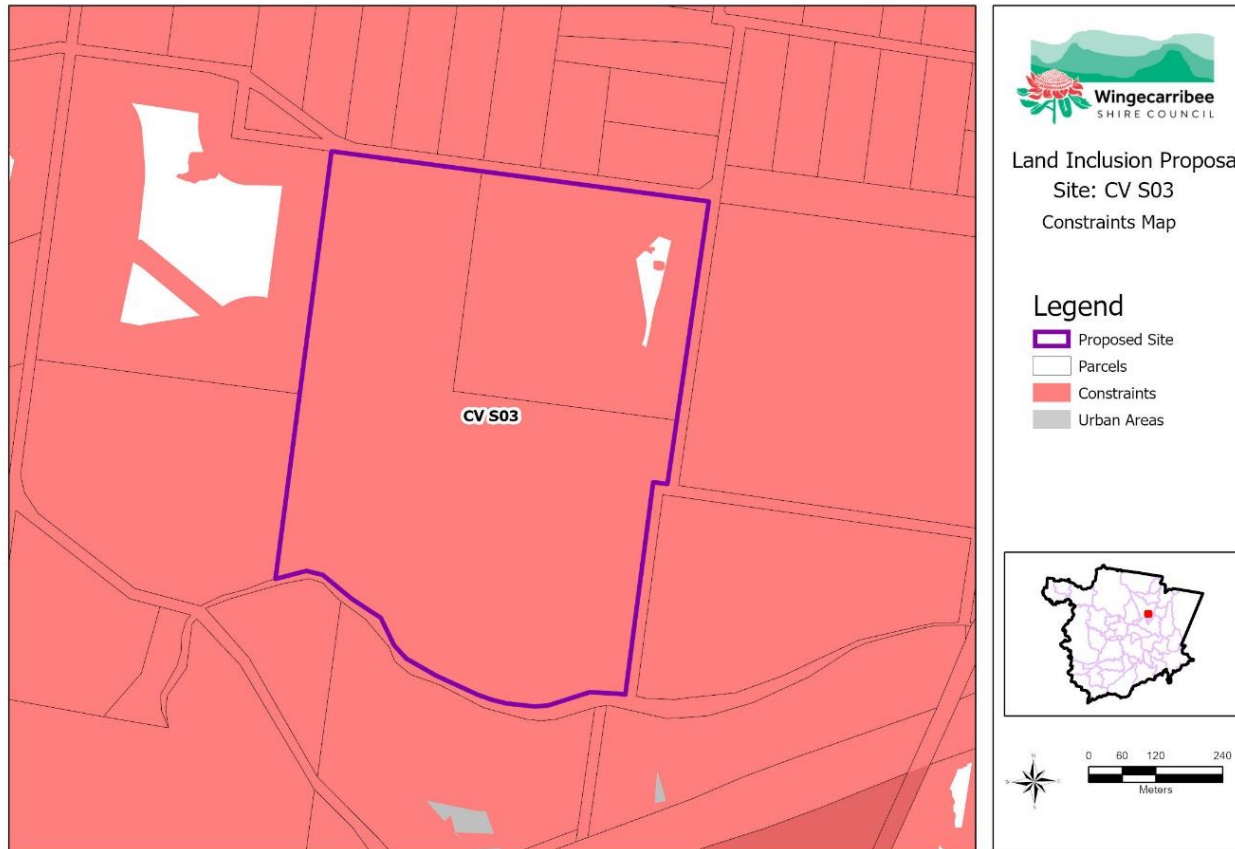 CV S03
Wingecarribee
SHIRE COUNCIL
Land Inclusion Proposa
Site: CV S03
Constraints Map
Legend
Proposed Site
Parcels
Constraints
Urban Areas
N
W E
S
0 60 120 240
Meters